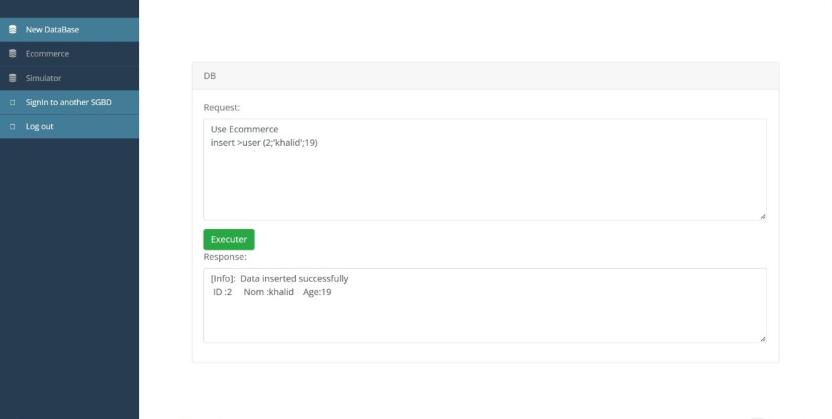 New DataBase
Ecommerce
Simulator
SignIn to another SGBD
Log out
DB
Request:
Use Ecommerce
insert >user (2;'khalid';19)
Executer
Response:
[Info]: Data inserted successfully
ID :2 Nom :khalid Age:19